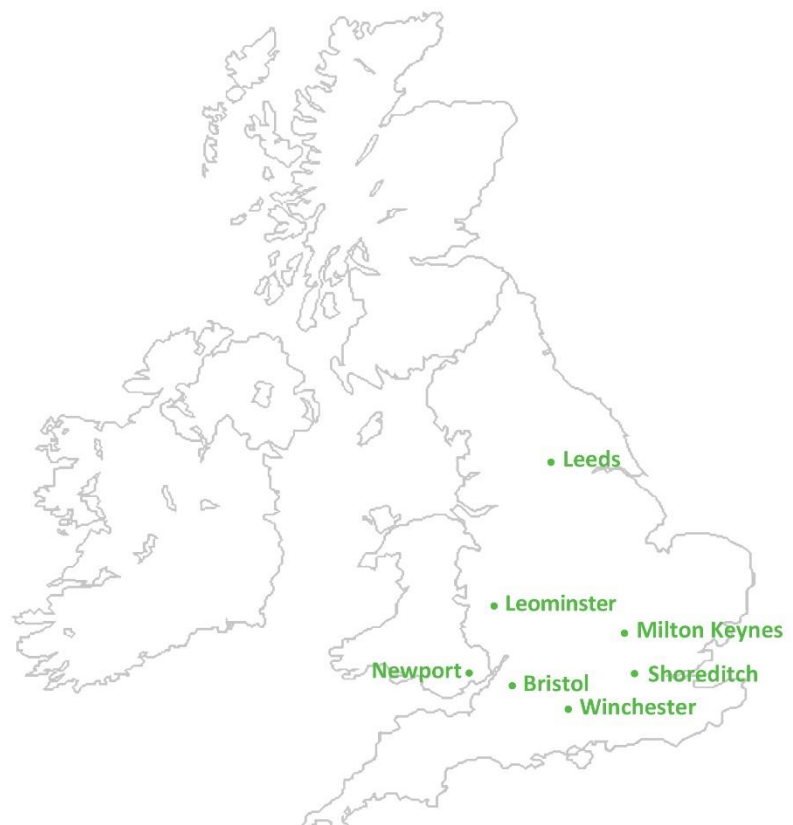 Leeds
Leominster
Milton Keynes
Newport
Shoreditch
Bristol
Winchester